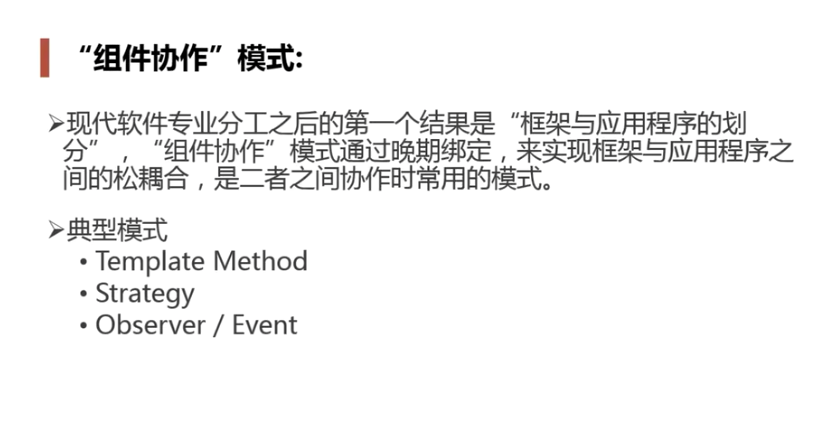 “组件协作”模式:
➢现代软件专业分工之后的第一个结果是“框架与应用程序的划
分”，“组件协作”模式通过晚期绑定，来实现框架与应用程序之
间的松耦合，是二者之间协作时常用的模式。
➢典型模式
• Template Method
• Strategy
• Observer / Event